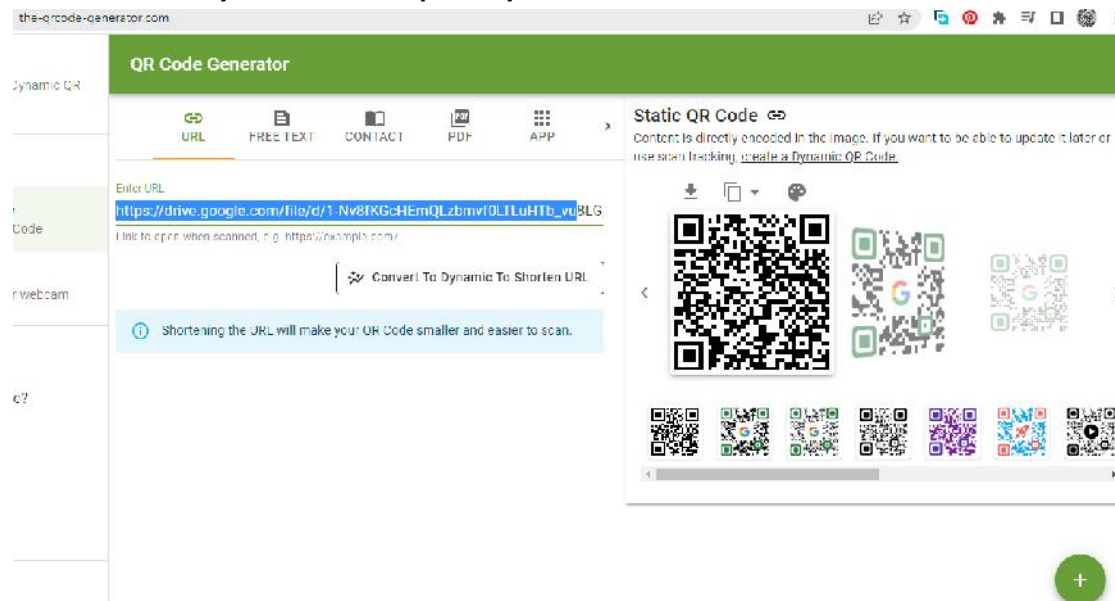 the-qrcode-generator.com
QR Code Generator
Dynamic QR
URL
FREE TEXT
CONTACT
PDF
APP
Static QR Code
Content is directly encoded in the image. If you want to be able to update it later or
use scan tracking, create a Dynamic QR Code.
Enter URL
https://drive.google.com/file/d/
Link to open when scanned, e.g. https://example.com/
Code
Convert To Dynamic To Shorten URL
r webcam
Shortening the URL will make your QR Code smaller and easier to scan.
c?